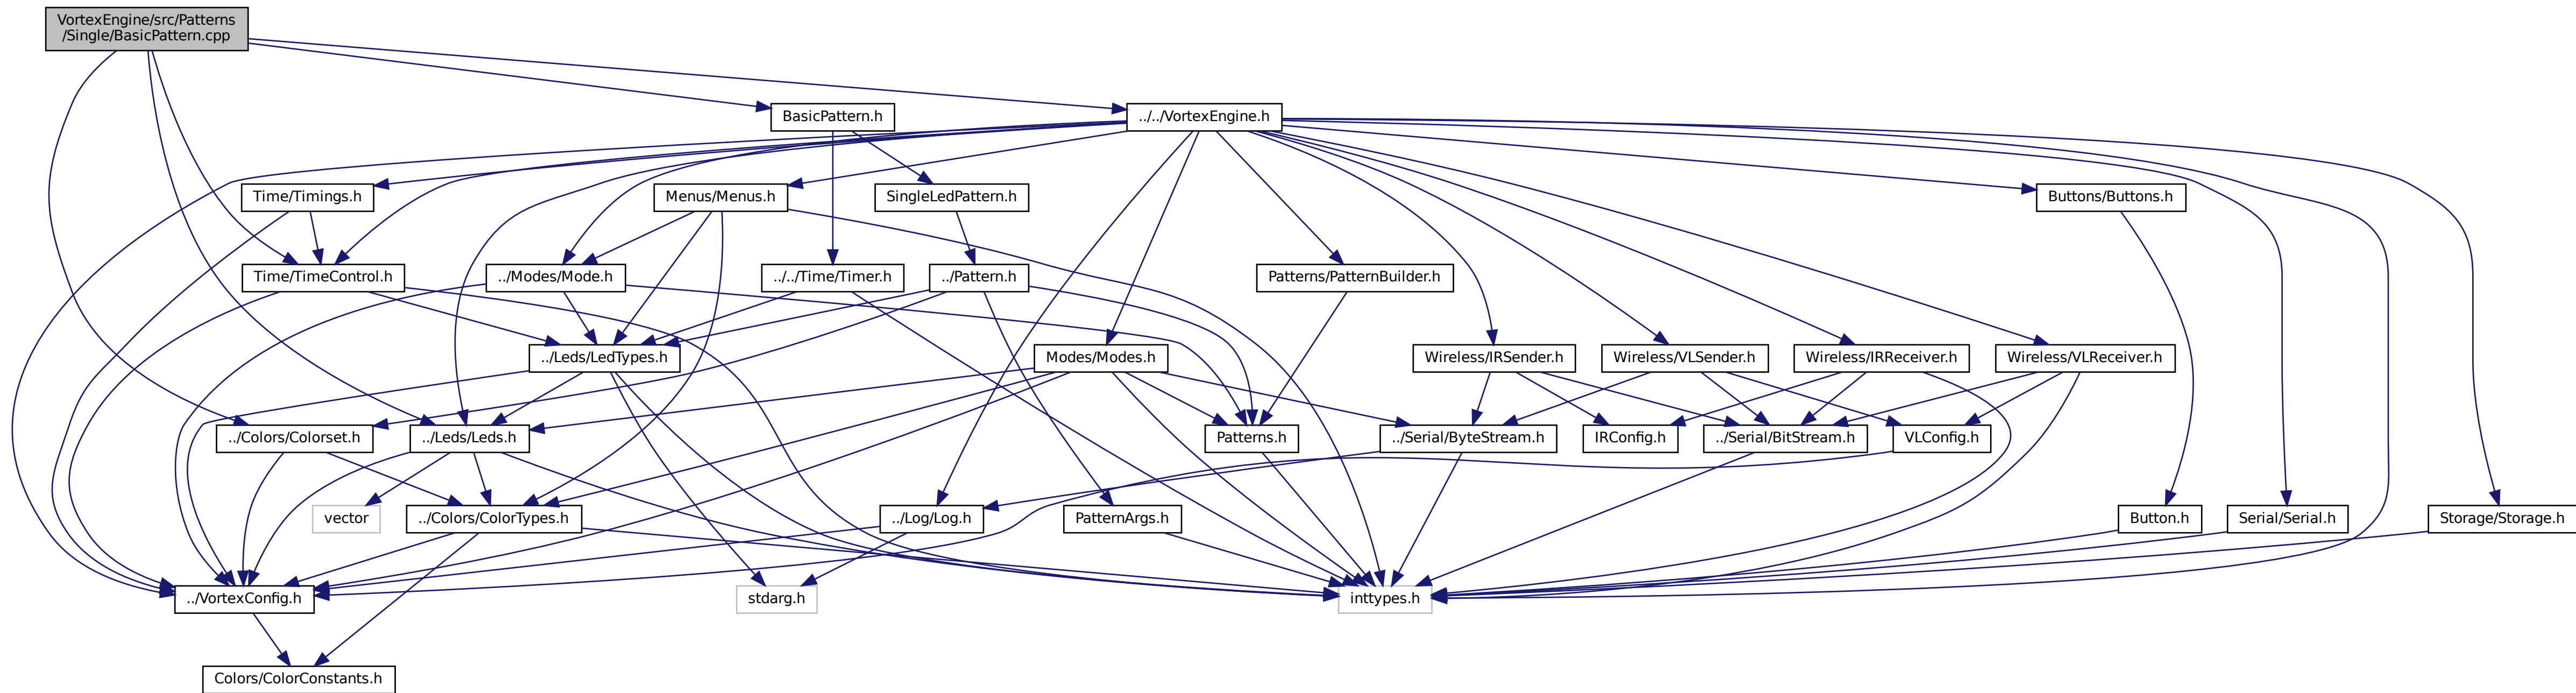 VortexEngine/src/Patterns
/Single/BasicPattern.cpp
BasicPattern.h
../../VortexEngine.h
Time/Timings.h
Menus/Menus.h
SingleLedPattern.h
Buttons/Buttons.h
Time/TimeControl.h
../Modes/Mode.h
../../Time/Timer.h
../Pattern.h
Patterns/PatternBuilder.h
../Leds/LedTypes.h
Modes/Modes.h
Wireless/IRSender.h
Wireless/VLSender.h
Wireless/IRReceiver.h
Wireless/VLReceiver.h
../Colors/Colorset.h
../Leds/Leds.h
Patterns.h
../Serial/ByteStream.h
IRConfig.h
../Serial/BitStream.h
VLConfig.h
vector
../Colors/ColorTypes.h
../Log/Log.h
PatternArgs.h
Button.h
Serial/Serial.h
Storage/Storage.h
../VortexConfig.h
stdarg.h
inttypes.h
Colors/ColorConstants.h